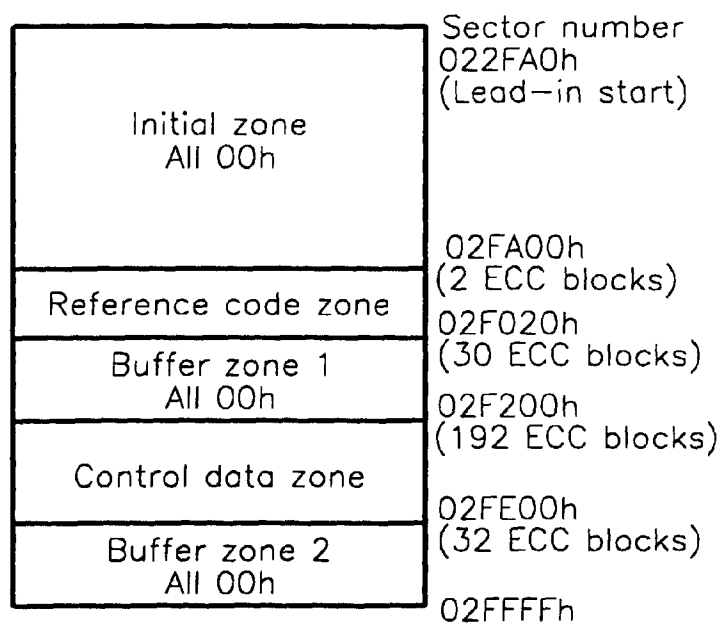 Sector number
022FA0h
(Lead-in start)
Initial zone
All 00h
02FA00h
(2 ECC blocks)
Reference code zone
02F020h
(30 ECC blocks)
Buffer zone 1
All 00h
02F200h
(192 ECC blocks)
Control data zone
02FE00h
(32 ECC blocks)
Buffer zone 2
All 00h
02FFFFh